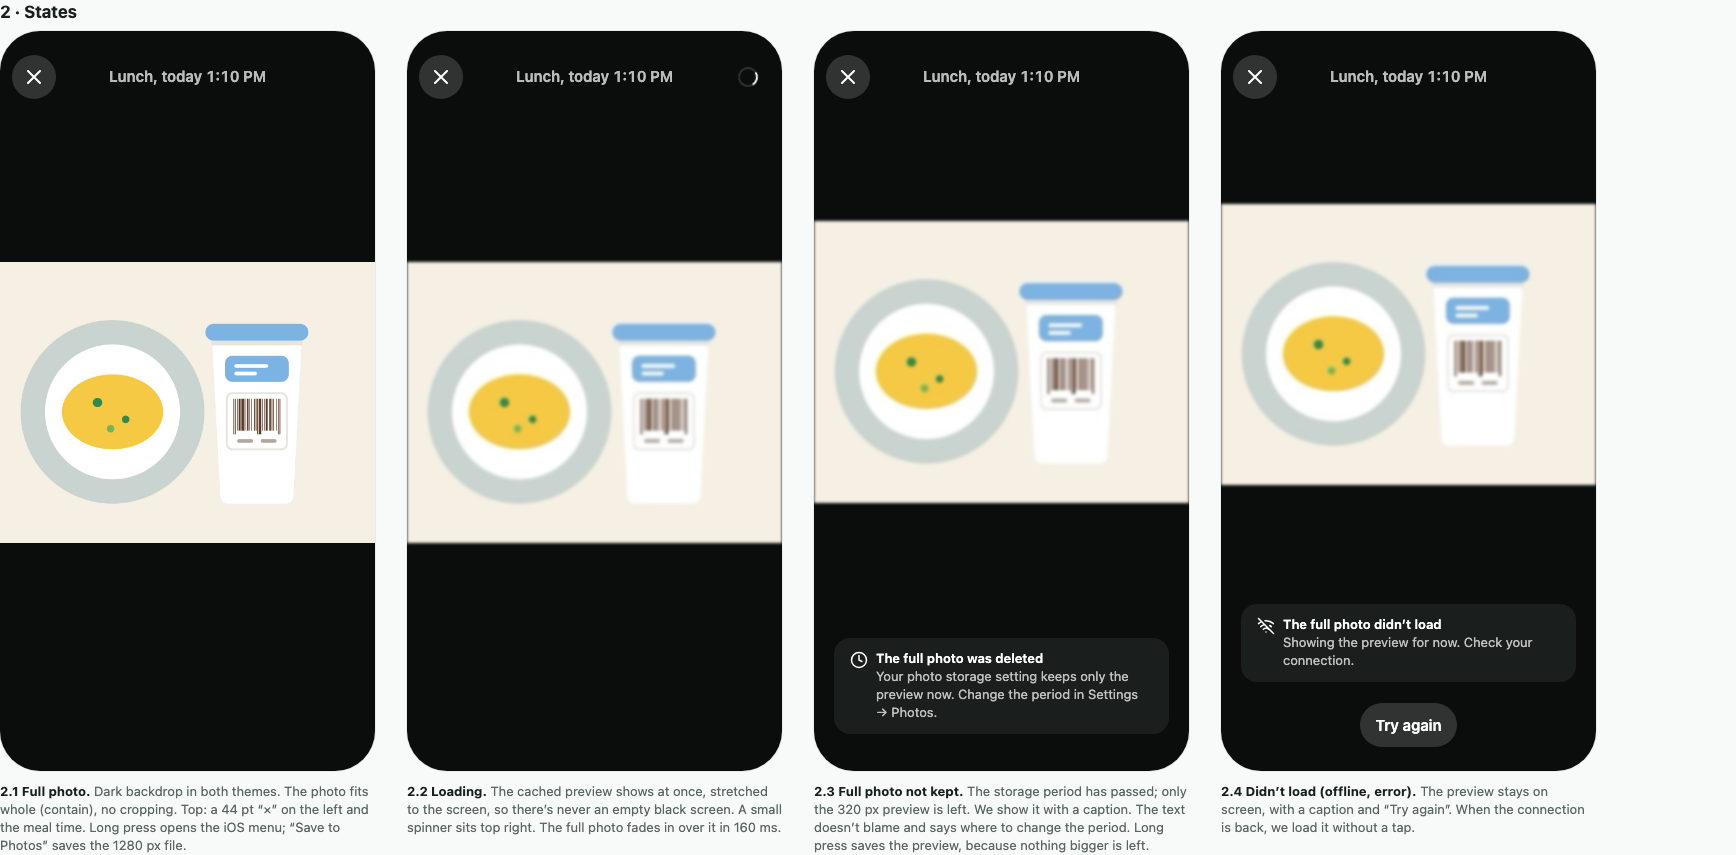 2 · States
Lunch, today 1:10 PM
Lunch, today 1:10 PM
Lunch, today 1:10 PM
Lunch, today 1:10 PM
The full photo was deleted
Your photo storage setting keeps only the
preview now. Change the period in Settings
→ Photos.
The full photo didn’t load
Showing the preview for now. Check your
connection.
Try again
2.1 Full photo. Dark backdrop in both themes. The photo fits
whole (contain), no cropping. Top: a 44 pt “×” on the left and
the meal time. Long press opens the iOS menu; “Save to
Photos” saves the 1280 px file.
2.2 Loading. The cached preview shows at once, stretched
to the screen, so there’s never an empty black screen. A small
spinner sits top right. The full photo fades in over it in 160 ms.
2.3 Full photo not kept. The storage period has passed; only
the 320 px preview is left. We show it with a caption. The text
doesn’t blame and says where to change the period. Long
press saves the preview, because nothing bigger is left.
2.4 Didn’t load (offline, error). The preview stays on
screen, with a caption and “Try again”. When the connection
is back, we load it without a tap.